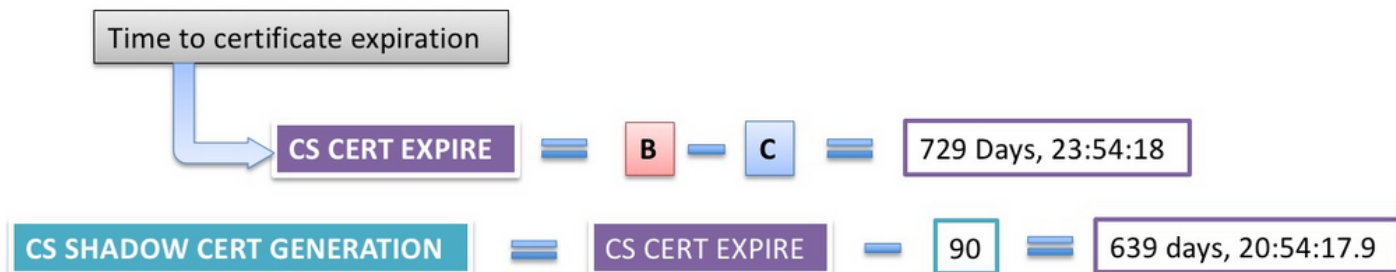 Time to certificate expiration
CS CERT EXPIRE = B − C = 729 Days, 23:54:18
CS SHADOW CERT GENERATION = CS CERT EXPIRE − 90 = 639 days, 20:54:17.9